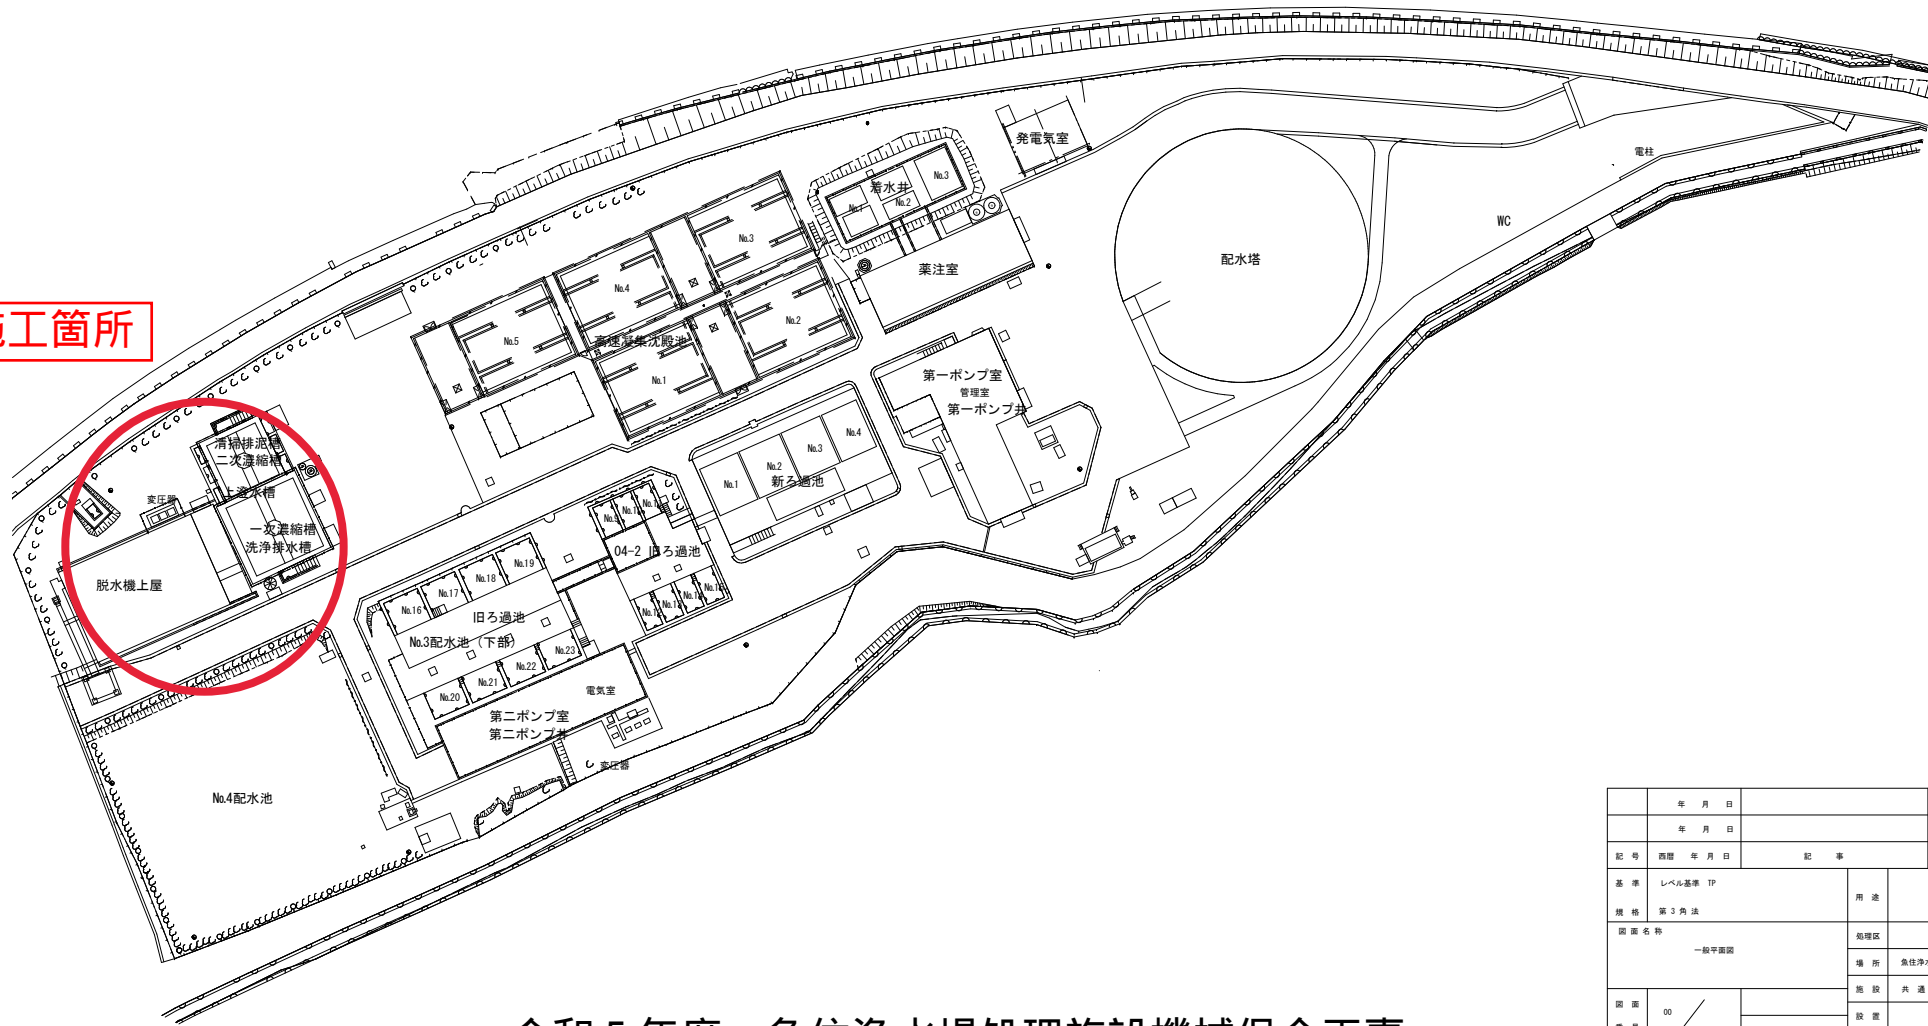 工箇所
発電気室
着水井
No.3
No.1
No.2
電柱
WC
配水塔
薬注室
No.3
No.4
No.2
No.5
高速凝集沈殿池
No.1
第一ポンプ室
管理室
第一ポンプ井
No.4
No.3
No.2
No.1
新ろ過池
清掃排泥槽
二次濃縮槽
上澄水槽
変圧器
一次濃縮槽
洗浄排水槽
脱水機上屋
04-2 旧ろ過池
No.19
No.18
No.17
No.16
旧ろ過池
No.3配水池（下部）
No.23
No.22
No.21
No.20
電気室
第二ポンプ室
第二ポンプ井
変圧器
No.4配水池
年 月 日
年 月 日
記 号 西暦 年 月 日 記 事
基 準 レベル基準 TP
用 途
規 格 第 3 角 法
図 面 名 称
一般平面図
処理区
場 所 魚住浄水
施 設 共 通
図 面
00
設 置